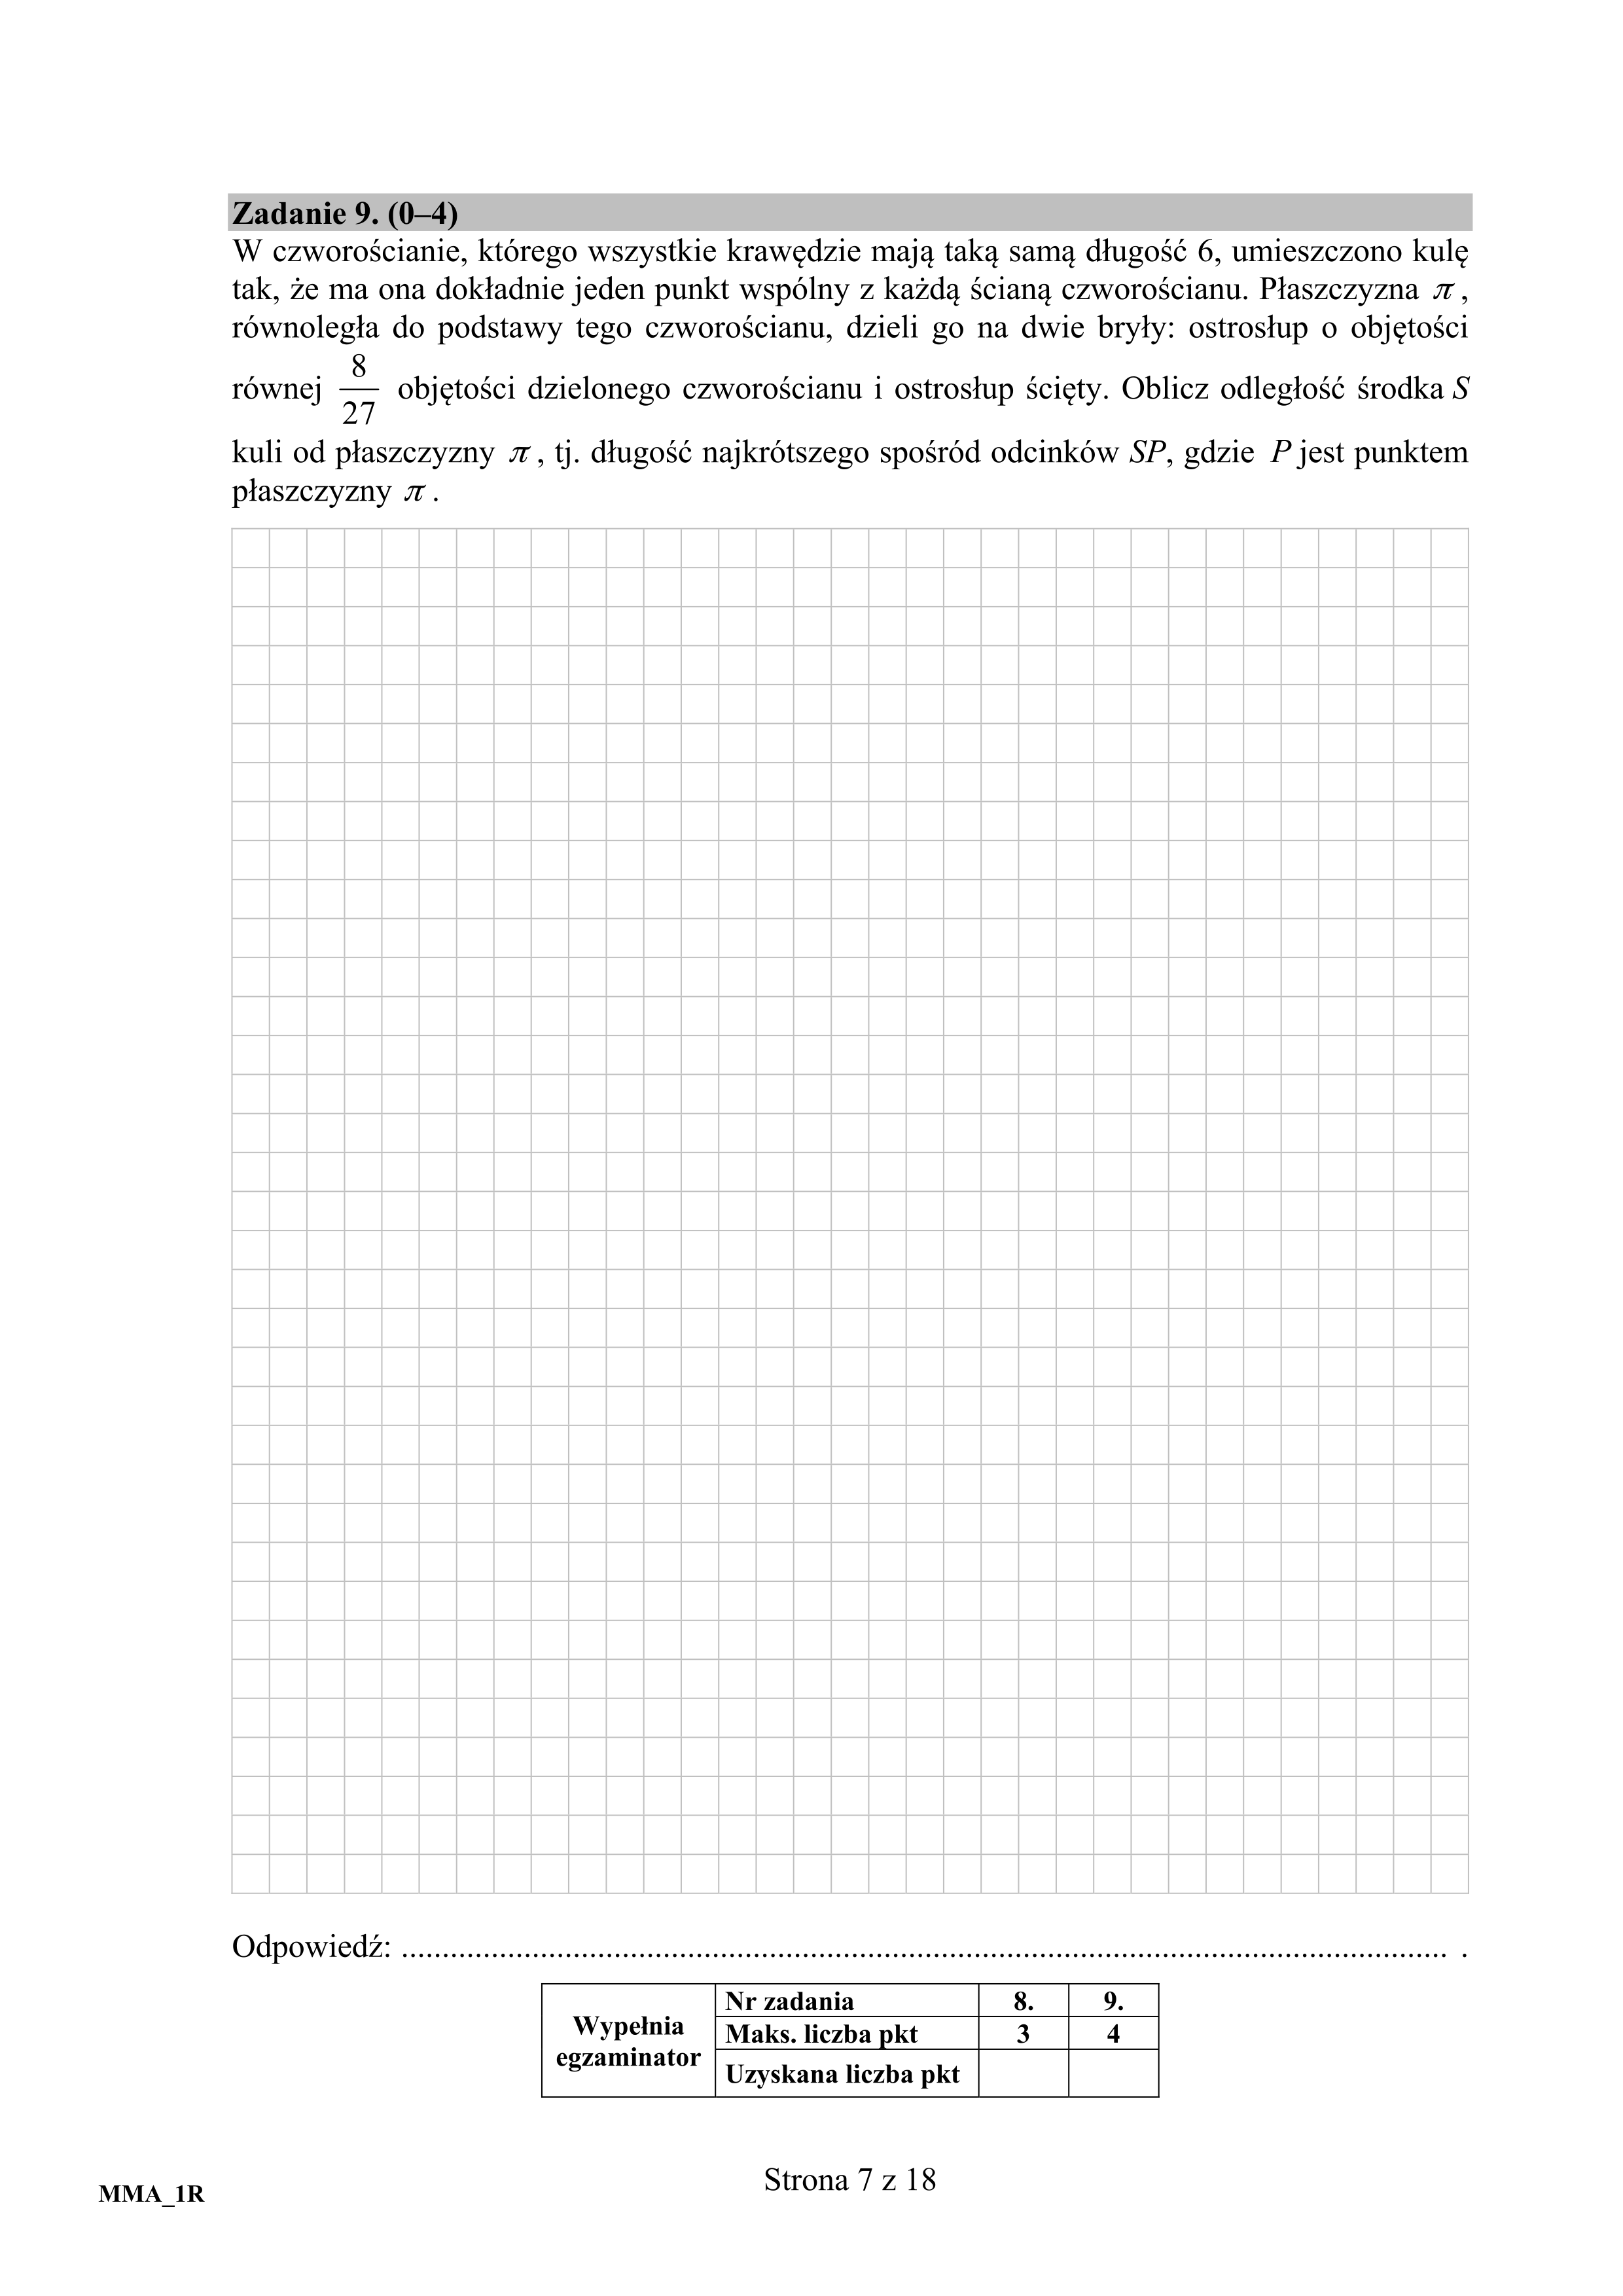 Zadanie 9. (0–4)
W czworościanie, którego wszystkie krawędzie mają taką samą długość 6, umieszczono kulę
tak, że ma ona dokładnie jeden punkt wspólny z każdą ścianą czworościanu. Płaszczyzna π,
równoległa do podstawy tego czworościanu, dzieli go na dwie bryły: ostrosłup o objętości
równej 8/27 objętości dzielonego czworościanu i ostrosłup ścięty. Oblicz odległość środka S
kuli od płaszczyzny π, tj. długość najkrótszego spośród odcinków SP, gdzie P jest punktem
płaszczyzny π.
Odpowiedź: ................................................................................................................................ .
Wypełnia egzaminator
Nr zadania 8. 9.
Maks. liczba pkt 3 4
Uzyskana liczba pkt
Strona 7 z 18
MMA_1R